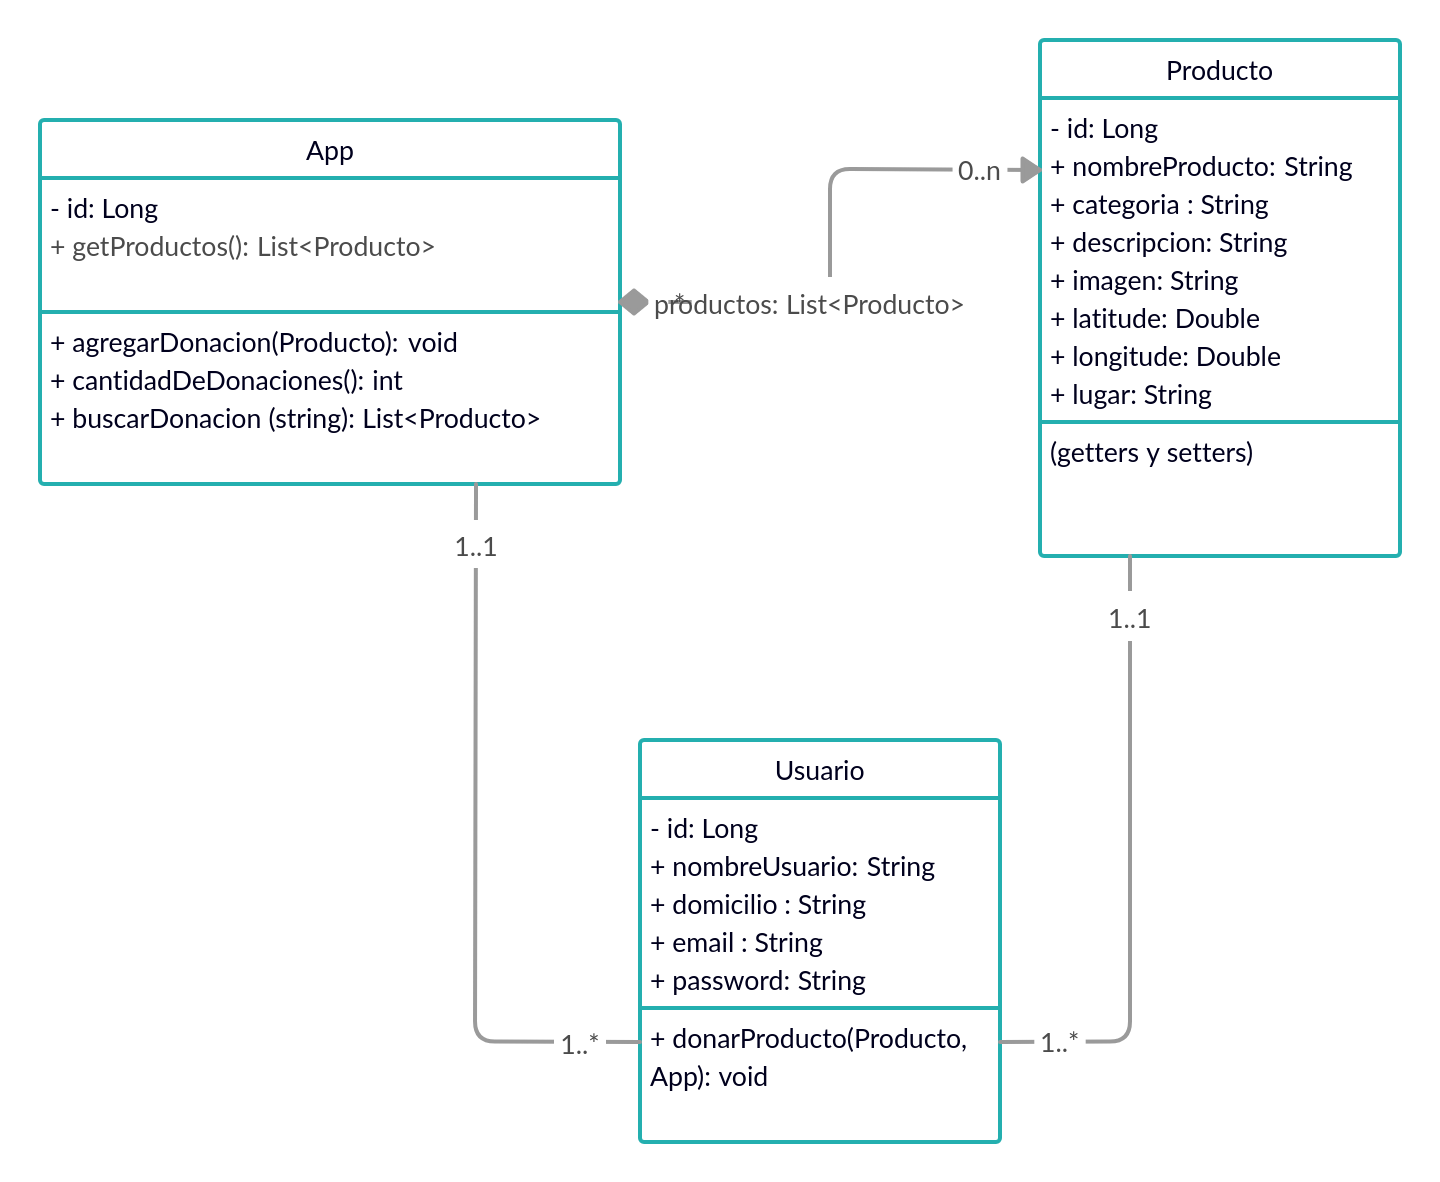 App
- id: Long
+ getProductos(): List<Producto>
+ agregarDonacion(Producto): void
+ cantidadDeDonaciones(): int
+ buscarDonacion (string): List<Producto>
*
productos: List<Producto>
0..n
Producto
- id: Long
+ nombreProducto: String
+ categoria : String
+ descripcion: String
+ imagen: String
+ latitude: Double
+ longitude: Double
+ lugar: String
(getters y setters)
1..1
1..1
Usuario
- id: Long
+ nombreUsuario: String
+ domicilio : String
+ email : String
+ password: String
+ donarProducto(Producto,
App): void
1..*
1..*